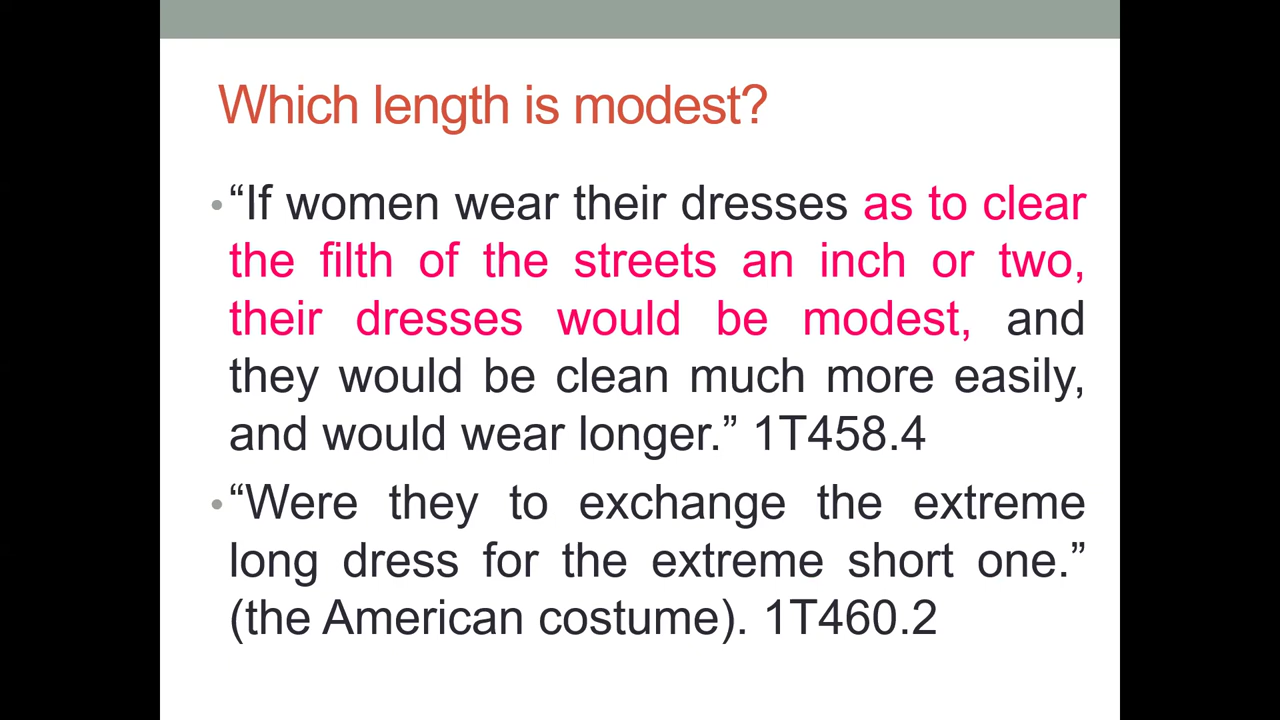 Which length is modest?
• “If women wear their dresses as to clear
the filth of the streets an inch or two,
their dresses would be modest, and
they would be clean much more easily,
and would wear longer.” 1T458.4
• “Were they to exchange the extreme
long dress for the extreme short one.”
(the American costume). 1T460.2